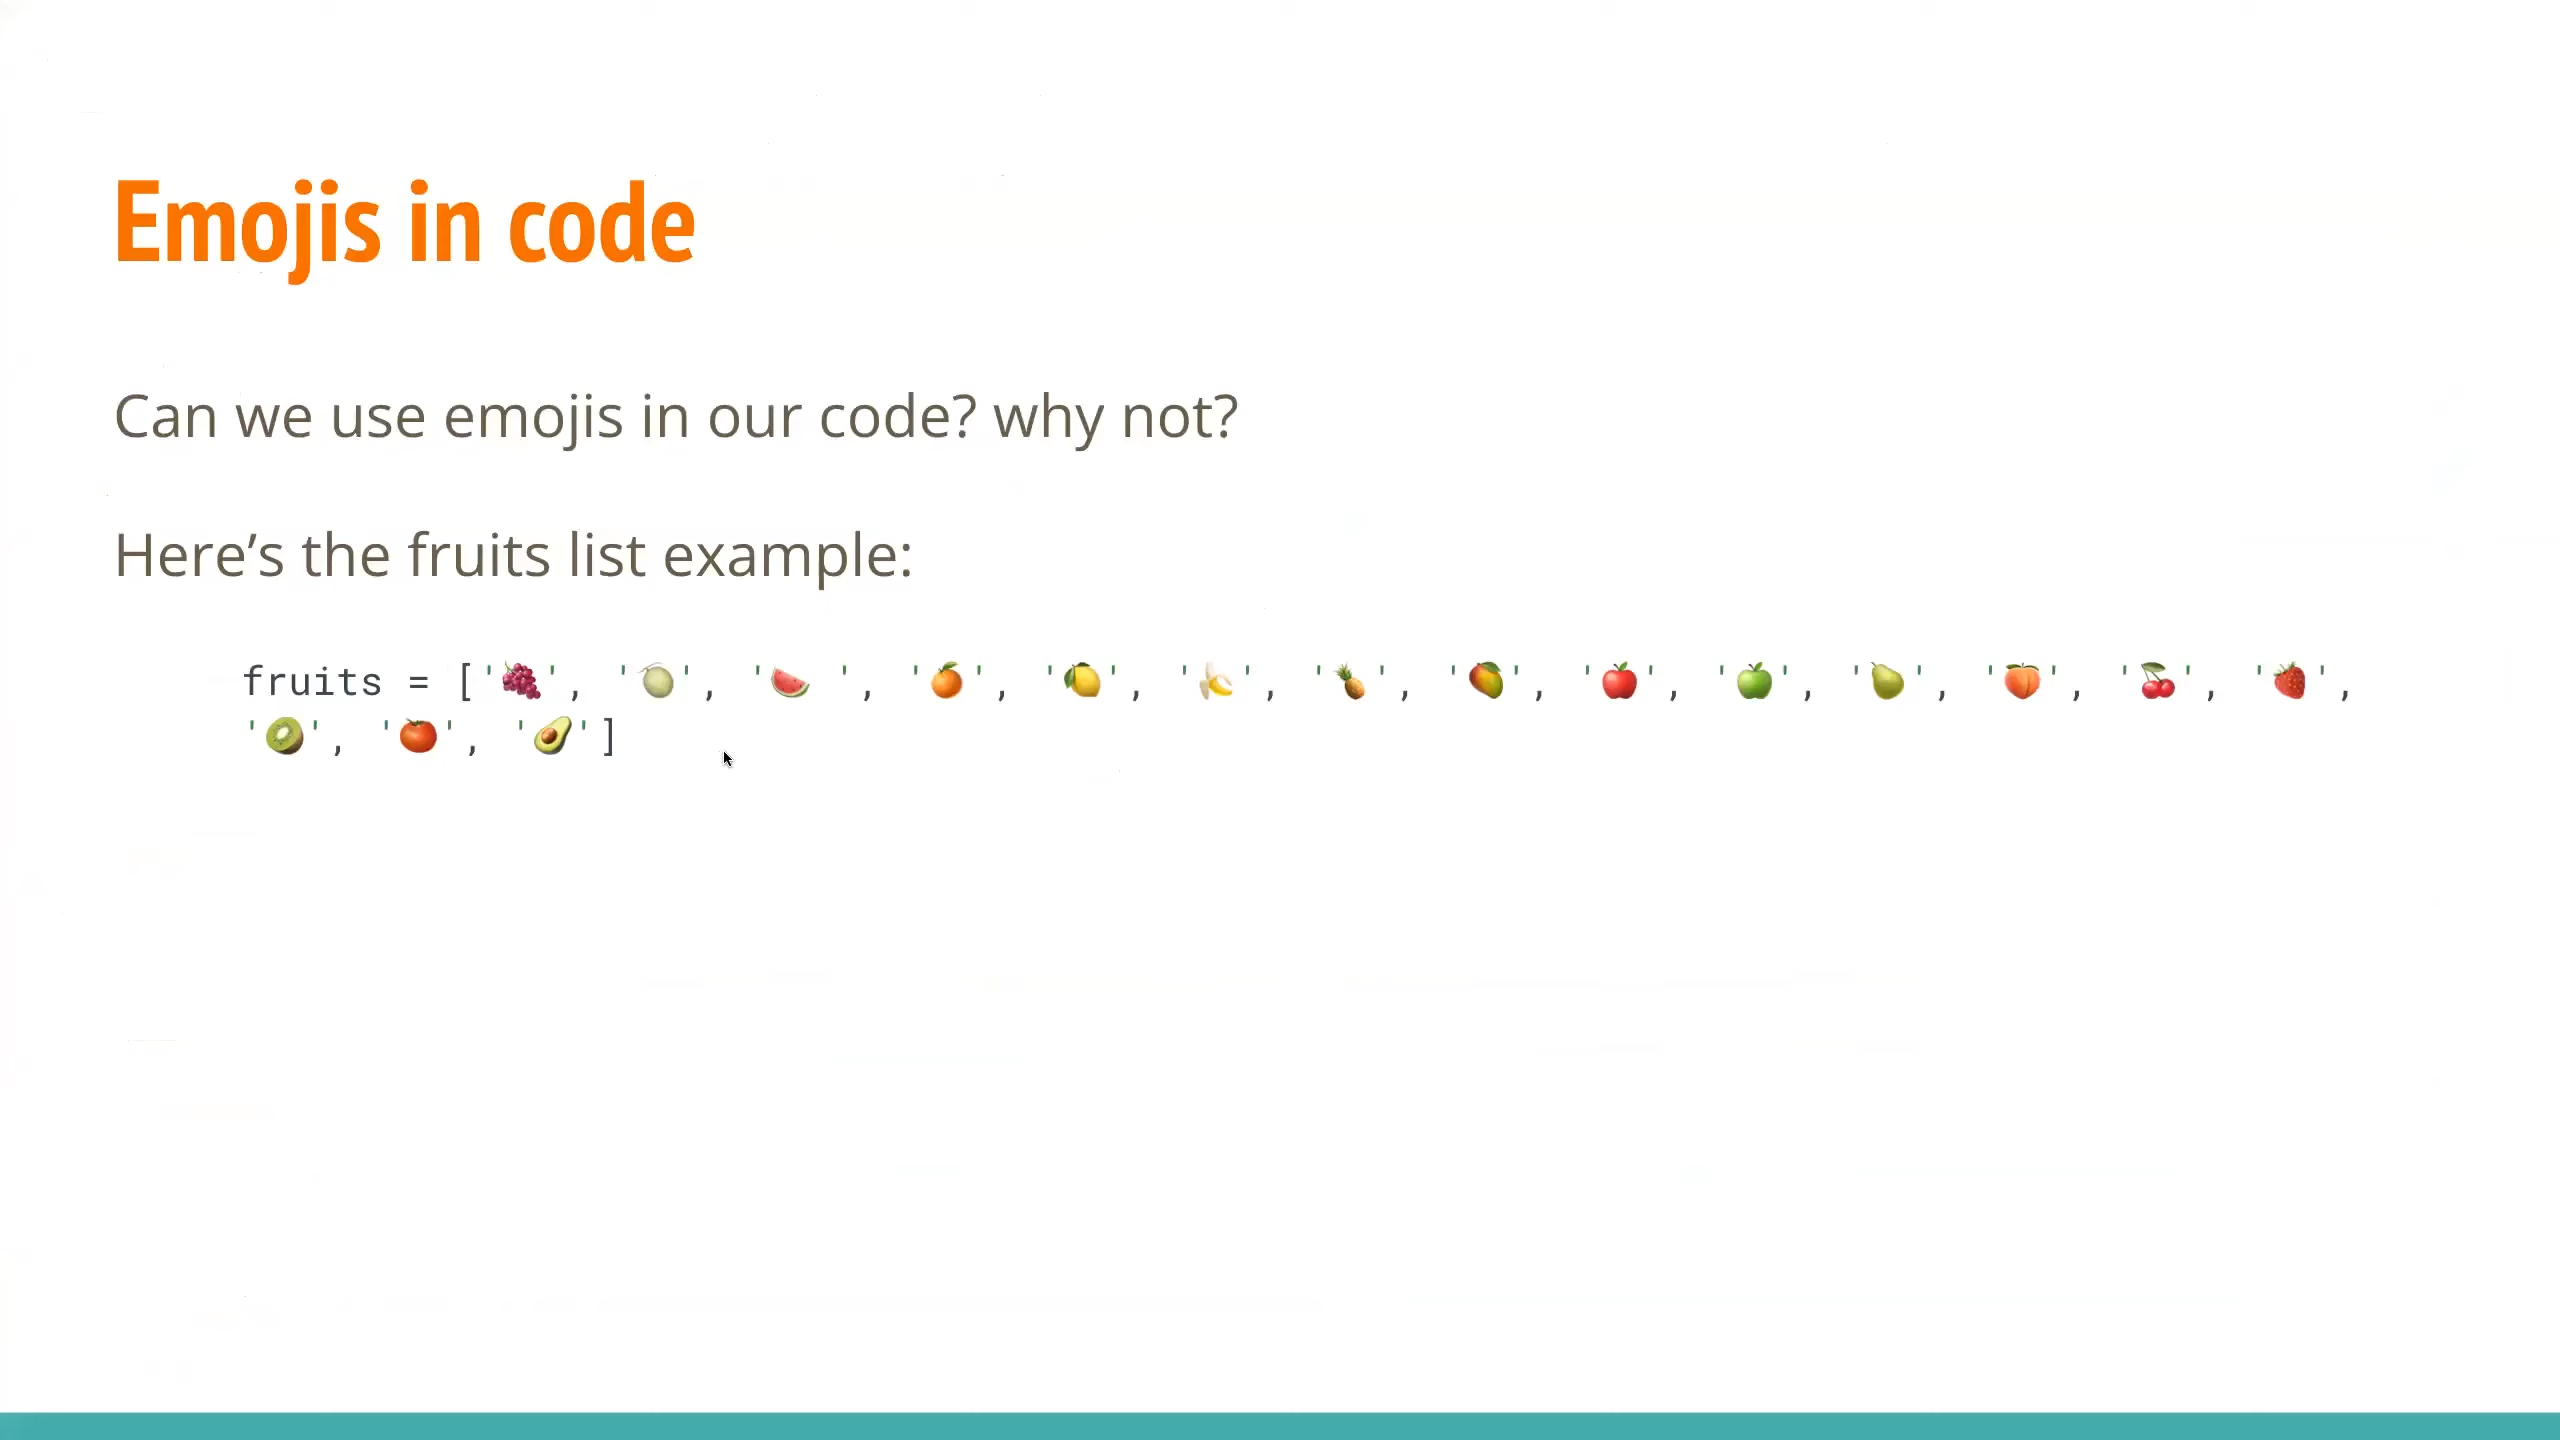 Emojis in code
Can we use emojis in our code? why not?
Here’s the fruits list example:
fruits = ['🍇', '🍈', '🍉 ', '🍊', '🍋', '🍌', '🍍', '🥭', '🍎', '🍏', '🍐', '🍑', '🍒', '🍓',
'🥝', '🍅', '🥑']